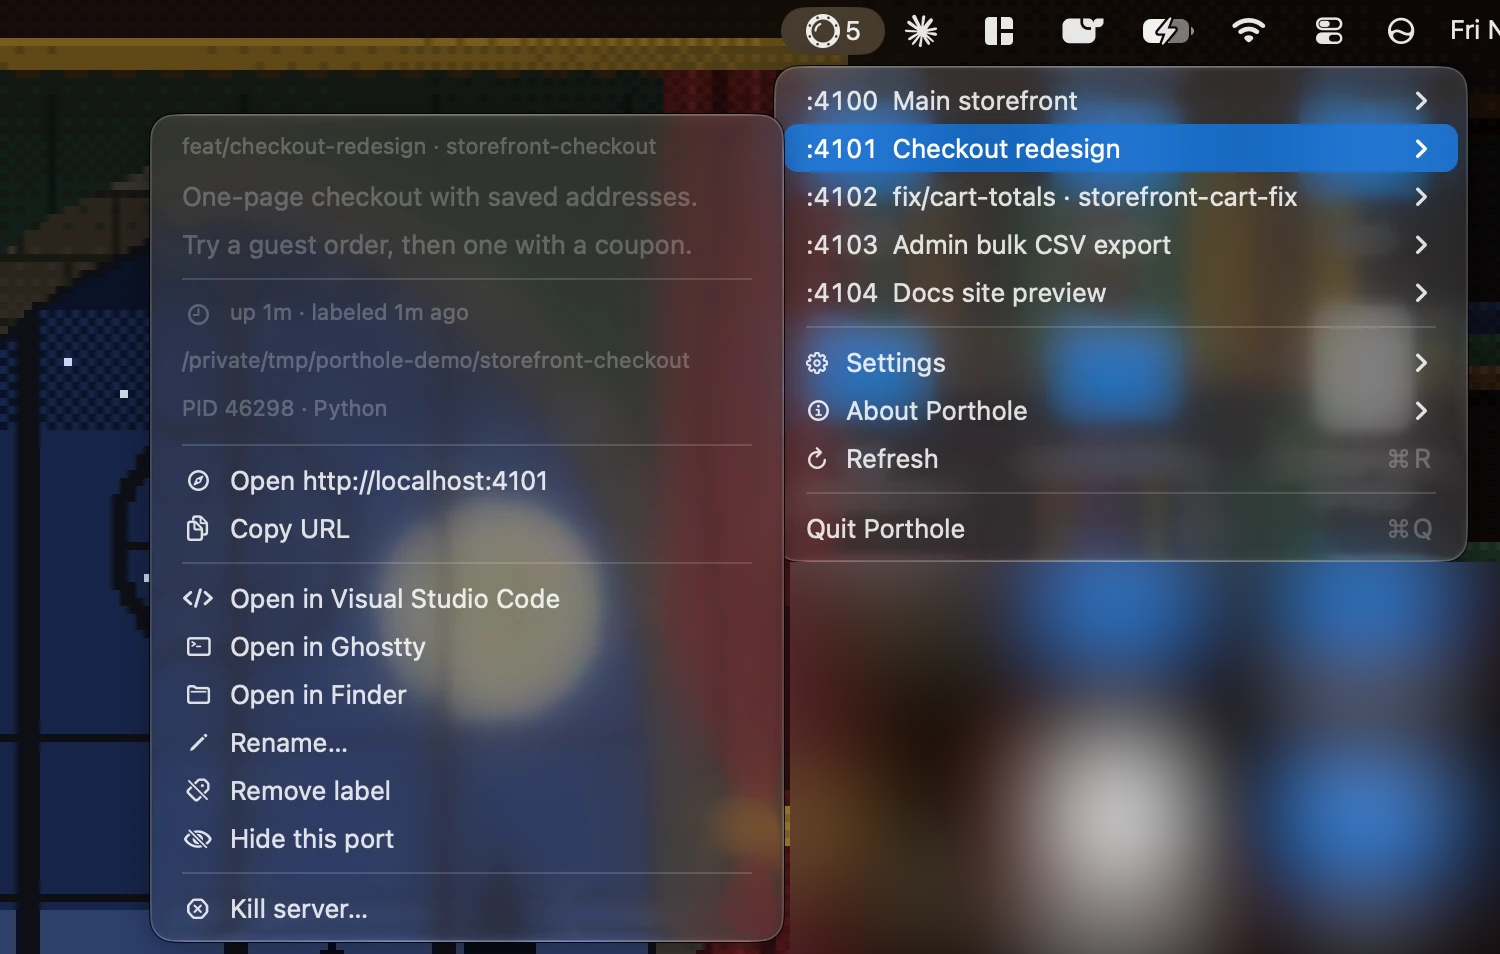 5
Fri N
:4100 Main storefront
:4101 Checkout redesign
:4102 fix/cart-totals · storefront-cart-fix
:4103 Admin bulk CSV export
:4104 Docs site preview
Settings
About Porthole
Refresh ⌘R
Quit Porthole ⌘Q
feat/checkout-redesign · storefront-checkout
One-page checkout with saved addresses.
Try a guest order, then one with a coupon.
up 1m · labeled 1m ago
/private/tmp/porthole-demo/storefront-checkout
PID 46298 · Python
Open http://localhost:4101
Copy URL
Open in Visual Studio Code
Open in Ghostty
Open in Finder
Rename...
Remove label
Hide this port
Kill server...